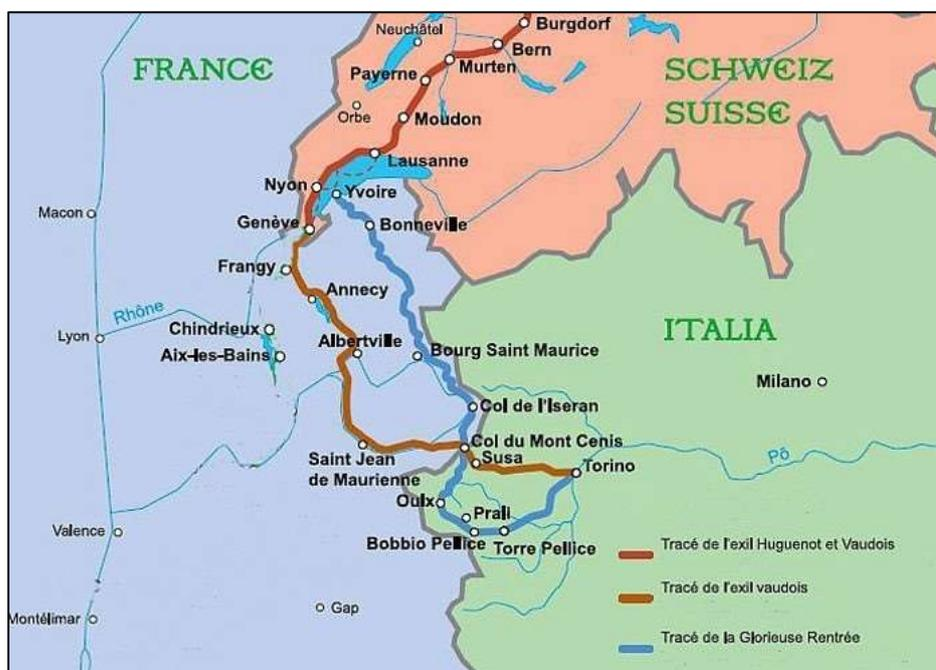 Burgdorf
Neuchâtel
Bern
FRANCE
SCHWEIZ
SUISSE
Murten
Payerne
Orbe
Moudon
Lausanne
Nyon
Yvoire
Macon
Genève
Bonneville
Frangy
Annecy
Rhône
Chindrieux
Lyon
Albertville
ITALIA
Aix-les-Bains
Bourg Saint Maurice
Milano
Col de l'Iseran
Col du Mont Cenis
Susa
Saint Jean
de Maurienne
Torino
Pô
Oulx
Prali
Valence
Bobbio Pellice
Torre Pellice
Tracé de l'exil Huguenot et Vaudois
Tracé de l'exil vaudois
Gap
Montélimar
Tracé de la Glorieuse Rentrée